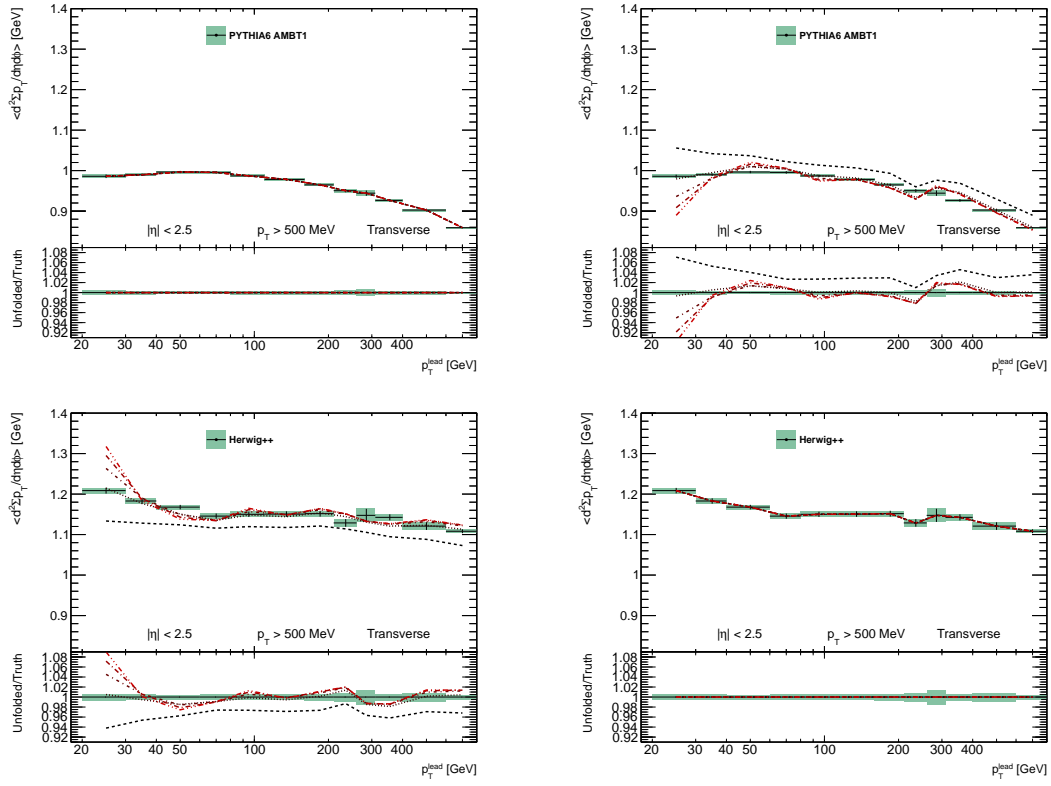 <d²Σp_T/dηdϕ> [GeV]
1.4
1.3
1.2
1.1
1
0.9
PYTHIA6 AMBT1
|η| < 2.5 p_T > 500 MeV Transverse
Unfolded/Truth
1.08
1.06
1.04
1.02
1.00
0.98
0.96
0.94
0.92
20 30 40 50 100 200 300 400
p_T^lead [GeV]
<d²Σp_T/dηdϕ> [GeV]
1.4
1.3
1.2
1.1
1
0.9
PYTHIA6 AMBT1
|η| < 2.5 p_T > 500 MeV Transverse
Unfolded/Truth
1.08
1.06
1.04
1.02
1.00
0.98
0.96
0.94
0.92
20 30 40 50 100 200 300 400
p_T^lead [GeV]
<d²Σp_T/dηdϕ> [GeV]
1.4
1.3
1.2
1.1
1
0.9
Herwig++
|η| < 2.5 p_T > 500 MeV Transverse
Unfolded/Truth
1.08
1.06
1.04
1.02
1.00
0.98
0.96
0.94
0.92
20 30 40 50 100 200 300 400
p_T^lead [GeV]
<d²Σp_T/dηdϕ> [GeV]
1.4
1.3
1.2
1.1
1
0.9
Herwig++
|η| < 2.5 p_T > 500 MeV Transverse
Unfolded/Truth
1.08
1.06
1.04
1.02
1.00
0.98
0.96
0.94
0.92
20 30 40 50 100 200 300 400
p_T^lead [GeV]